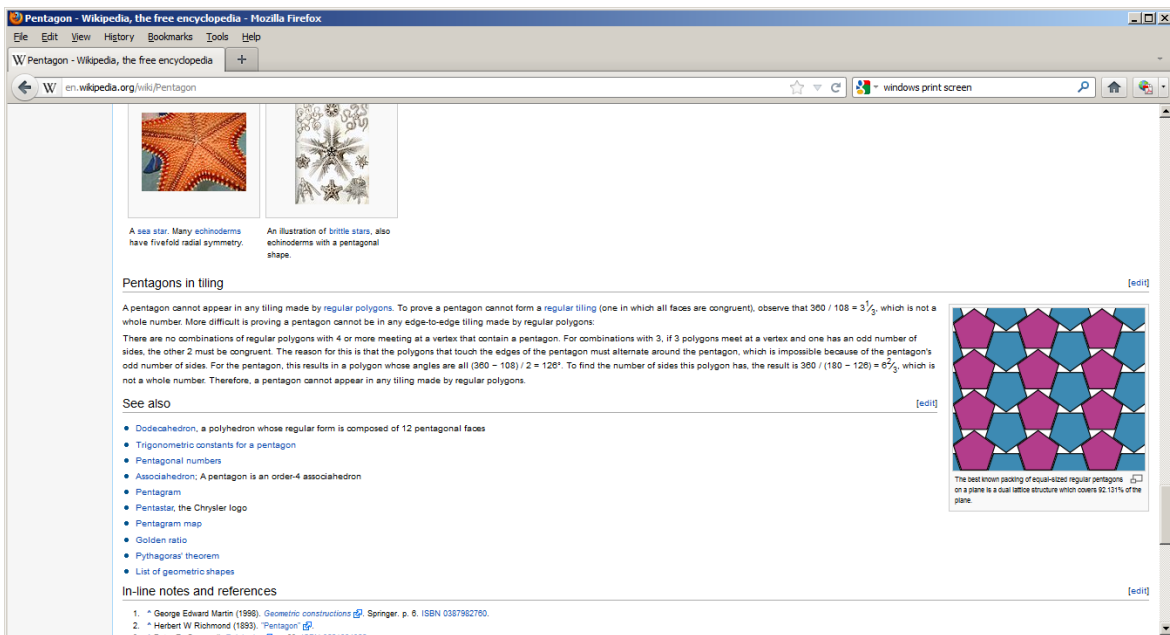 Pentagon - Wikipedia, the free encyclopedia - Mozilla Firefox
File Edit View History Bookmarks Tools Help
W Pentagon - Wikipedia, the free encyclopedia +
W en.wikipedia.org/wiki/Pentagon windows print screen
A sea star. Many echinoderms
have fivefold radial symmetry.
An illustration of brittle stars, also
echinoderms with a pentagonal
shape.
Pentagons in tiling [edit]
A pentagon cannot appear in any tiling made by regular polygons. To prove a pentagon cannot form a regular tiling (one in which all faces are congruent), observe that 360 / 108 = 3 1/3, which is not a
whole number. More difficult is proving a pentagon cannot be in any edge-to-edge tiling made by regular polygons:
There are no combinations of regular polygons with 4 or more meeting at a vertex that contain a pentagon. For combinations with 3, if 3 polygons meet at a vertex and one has an odd number of
sides, the other 2 must be congruent. The reason for this is that the polygons that touch the edges of the pentagon must alternate around the pentagon, which is impossible because of the pentagon's
odd number of sides. For the pentagon, this results in a polygon whose angles are all (360 − 108) / 2 = 126°. To find the number of sides this polygon has, the result is 360 / (180 − 126) = 6 2/3, which is
not a whole number. Therefore, a pentagon cannot appear in any tiling made by regular polygons.
The best known packing of equal-sized regular pentagons
on a plane is a dual lattice structure which covers 92.131% of the
plane.
See also [edit]
• Dodecahedron, a polyhedron whose regular form is composed of 12 pentagonal faces
• Trigonometric constants for a pentagon
• Pentagonal numbers
• Associahedron; A pentagon is an order-4 associahedron
• Pentagram
• Pentastar, the Chrysler logo
• Pentagram map
• Golden ratio
• Pythagoras' theorem
• List of geometric shapes
In-line notes and references [edit]
1. ^ George Edward Martin (1998). Geometric constructions. Springer. p. 6. ISBN 0387982760.
2. ^ Herbert W Richmond (1893). "Pentagon".